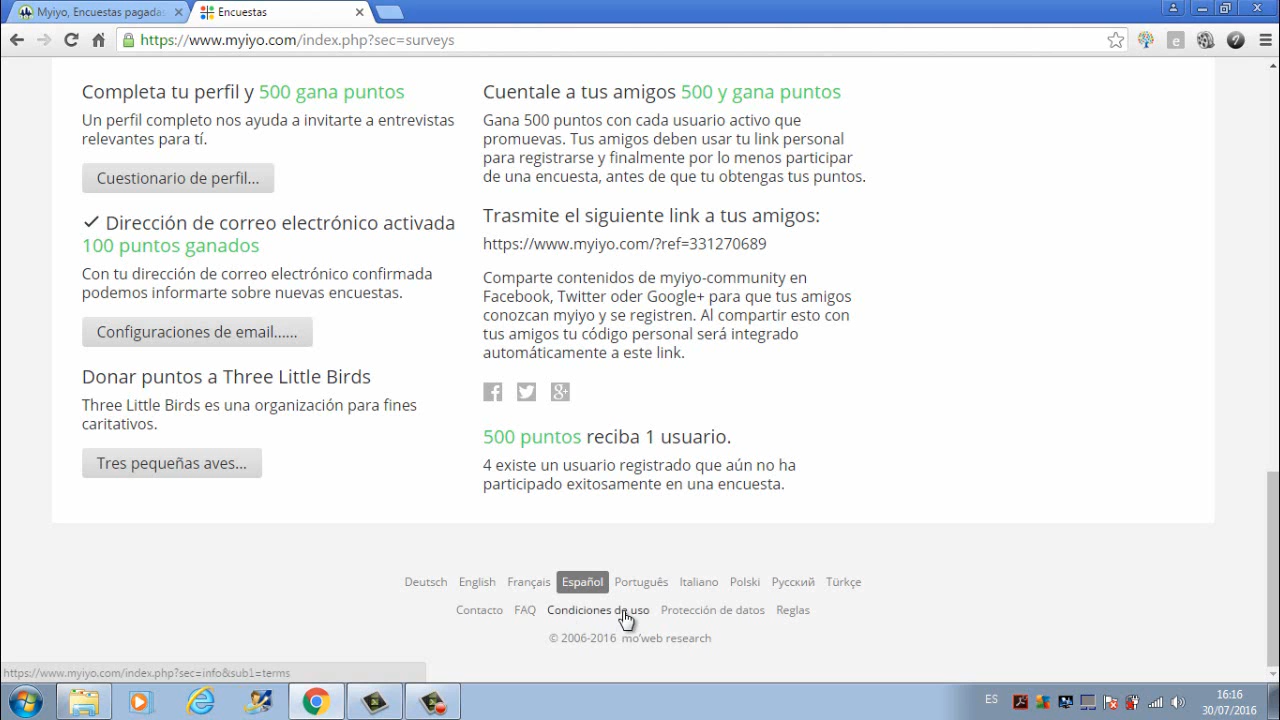 Myiyo, Encuestas pagadas
Encuestas
https://www.myiyo.com/index.php?sec=surveys
Completa tu perfil y 500 gana puntos
Un perfil completo nos ayuda a invitarte a entrevistas
relevantes para tí.
Cuestionario de perfil...
✓ Dirección de correo electrónico activada
100 puntos ganados
Con tu dirección de correo electrónico confirmada
podemos informarte sobre nuevas encuestas.
Configuraciones de email......
Donar puntos a Three Little Birds
Three Little Birds es una organización para fines
caritativos.
Tres pequeñas aves...
Cuentale a tus amigos 500 y gana puntos
Gana 500 puntos con cada usuario activo que
promuevas. Tus amigos deben usar tu link personal
para registrarse y finalmente por lo menos participar
de una encuesta, antes de que tu obtengas tus puntos.
Trasmite el siguiente link a tus amigos:
https://www.myiyo.com/?ref=331270689
Comparte contenidos de myiyo-community en
Facebook, Twitter oder Google+ para que tus amigos
conozcan myiyo y se registren. Al compartir esto con
tus amigos tu código personal será integrado
automáticamente a este link.
500 puntos reciba 1 usuario.
4 existe un usuario registrado que aún no ha
participado exitosamente en una encuesta.
Deutsch English Français Español Português Italiano Polski Русский Türkçe
Contacto FAQ Condiciones de uso Protección de datos Reglas
© 2006-2016 mo'web research
https://www.myiyo.com/index.php?sec=info&sub1=terms
ES
16:16
30/07/2016